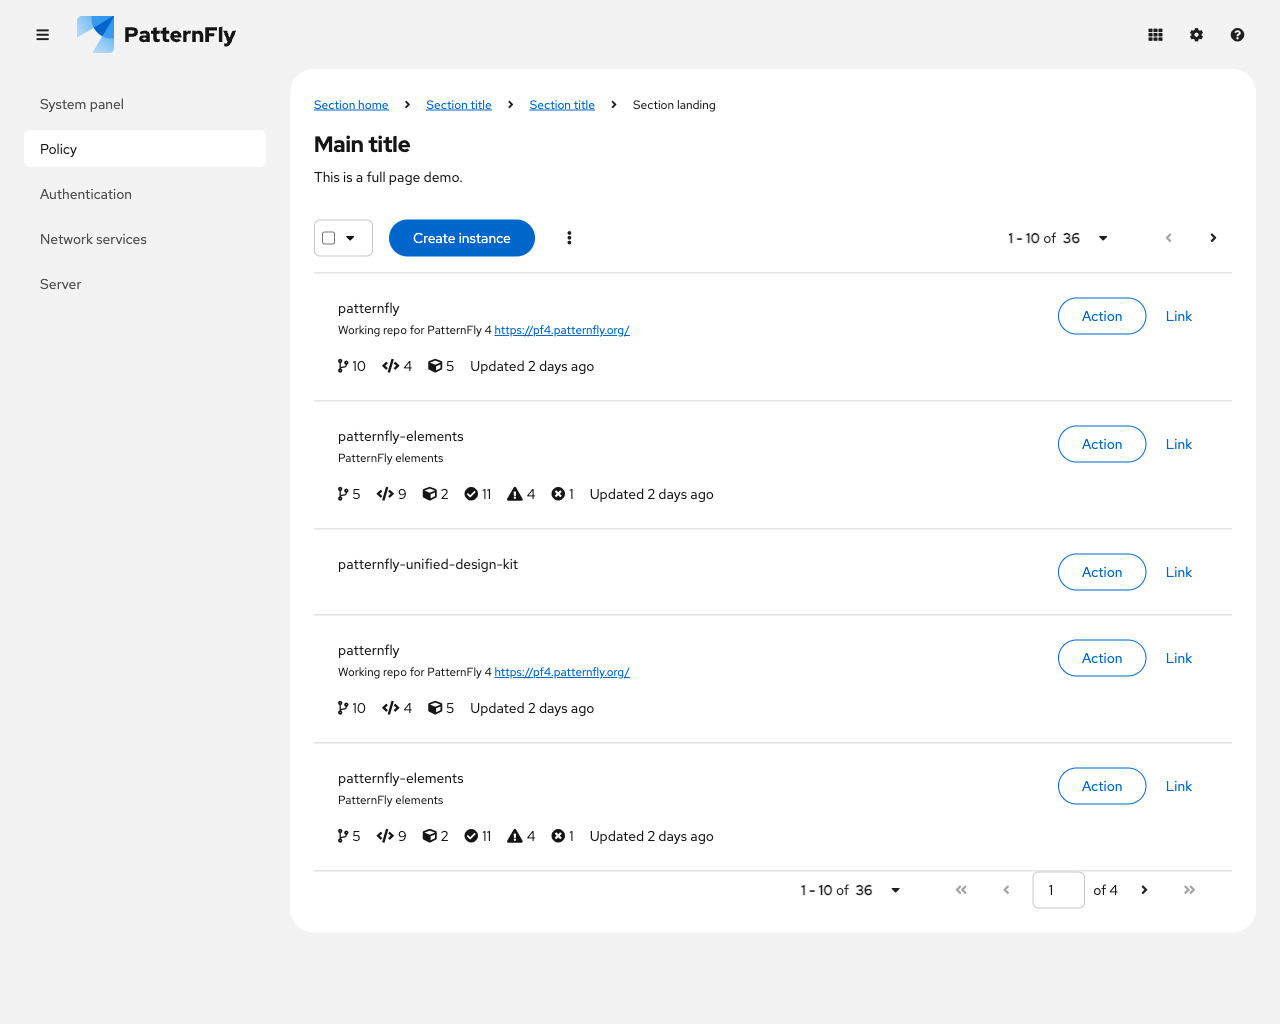 PatternFly
System panel
Policy
Authentication
Network services
Server
Section home Section title Section title Section landing
Main title
This is a full page demo.
Create instance 1 - 10 of 36
patternfly
Working repo for PatternFly 4 https://pf4.patternfly.org/
10 4 5 Updated 2 days ago
Action Link
patternfly-elements
PatternFly elements
5 9 2 11 4 1 Updated 2 days ago
Action Link
patternfly-unified-design-kit
Action Link
patternfly
Working repo for PatternFly 4 https://pf4.patternfly.org/
10 4 5 Updated 2 days ago
Action Link
patternfly-elements
PatternFly elements
5 9 2 11 4 1 Updated 2 days ago
Action Link
1 - 10 of 36 1 of 4